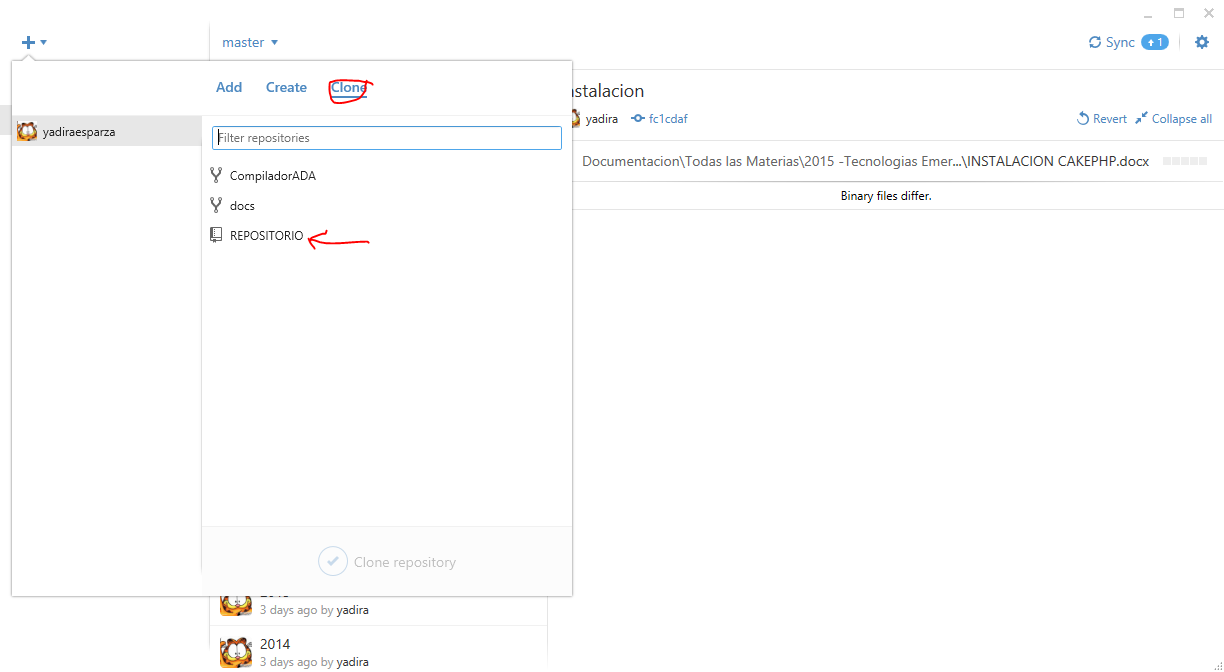 master
Sync 1
Add Create Clone
yadiraesparza
Filter repositories
CompiladorADA
docs
REPOSITORIO
Clone repository
nstalacion
yadira fc1cdaf
Revert Collapse all
Documentacion\Todas las Materias\2015 -Tecnologias Emer...\INSTALACION CAKEPHP.docx
Binary files differ.
3 days ago by yadira
2014
3 days ago by yadira